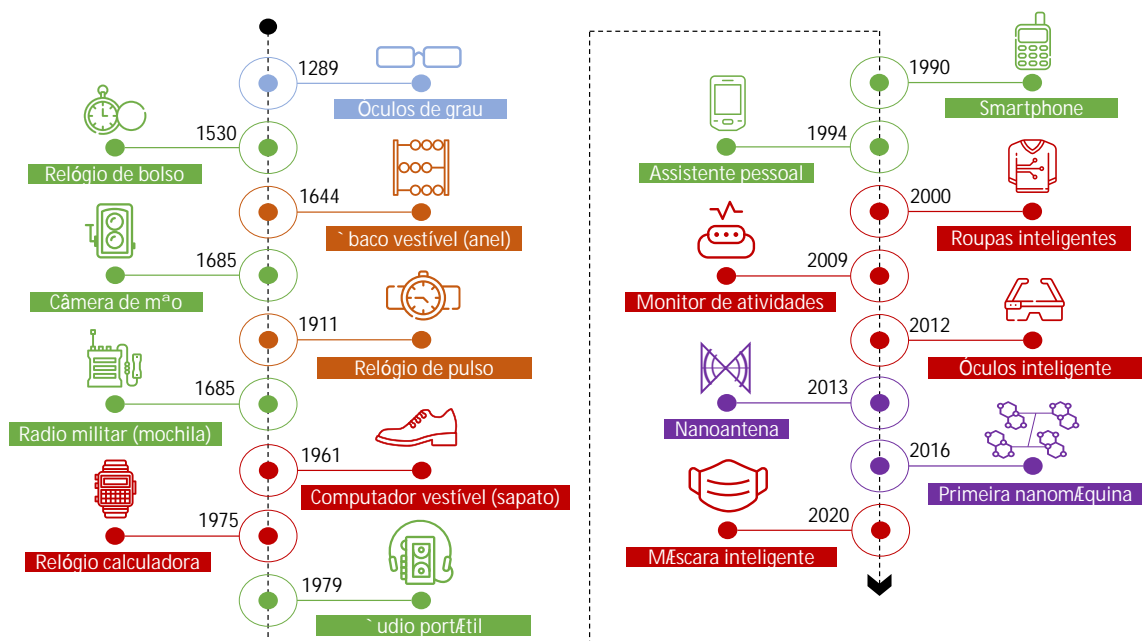 1289
Óculos de grau
1530
Relógio de bolso
1644
`baco vestível (anel)
1685
Câmera de mªo
1911
Relógio de pulso
1685
Radio militar (mochila)
1961
Computador vestível (sapato)
1975
Relógio calculadora
1979
`udio portÆtil
1990
Smartphone
1994
Assistente pessoal
2000
Roupas inteligentes
2009
Monitor de atividades
2012
Óculos inteligente
2013
Nanoantena
2016
Primeira nanomÆquina
2020
MÆscara inteligente